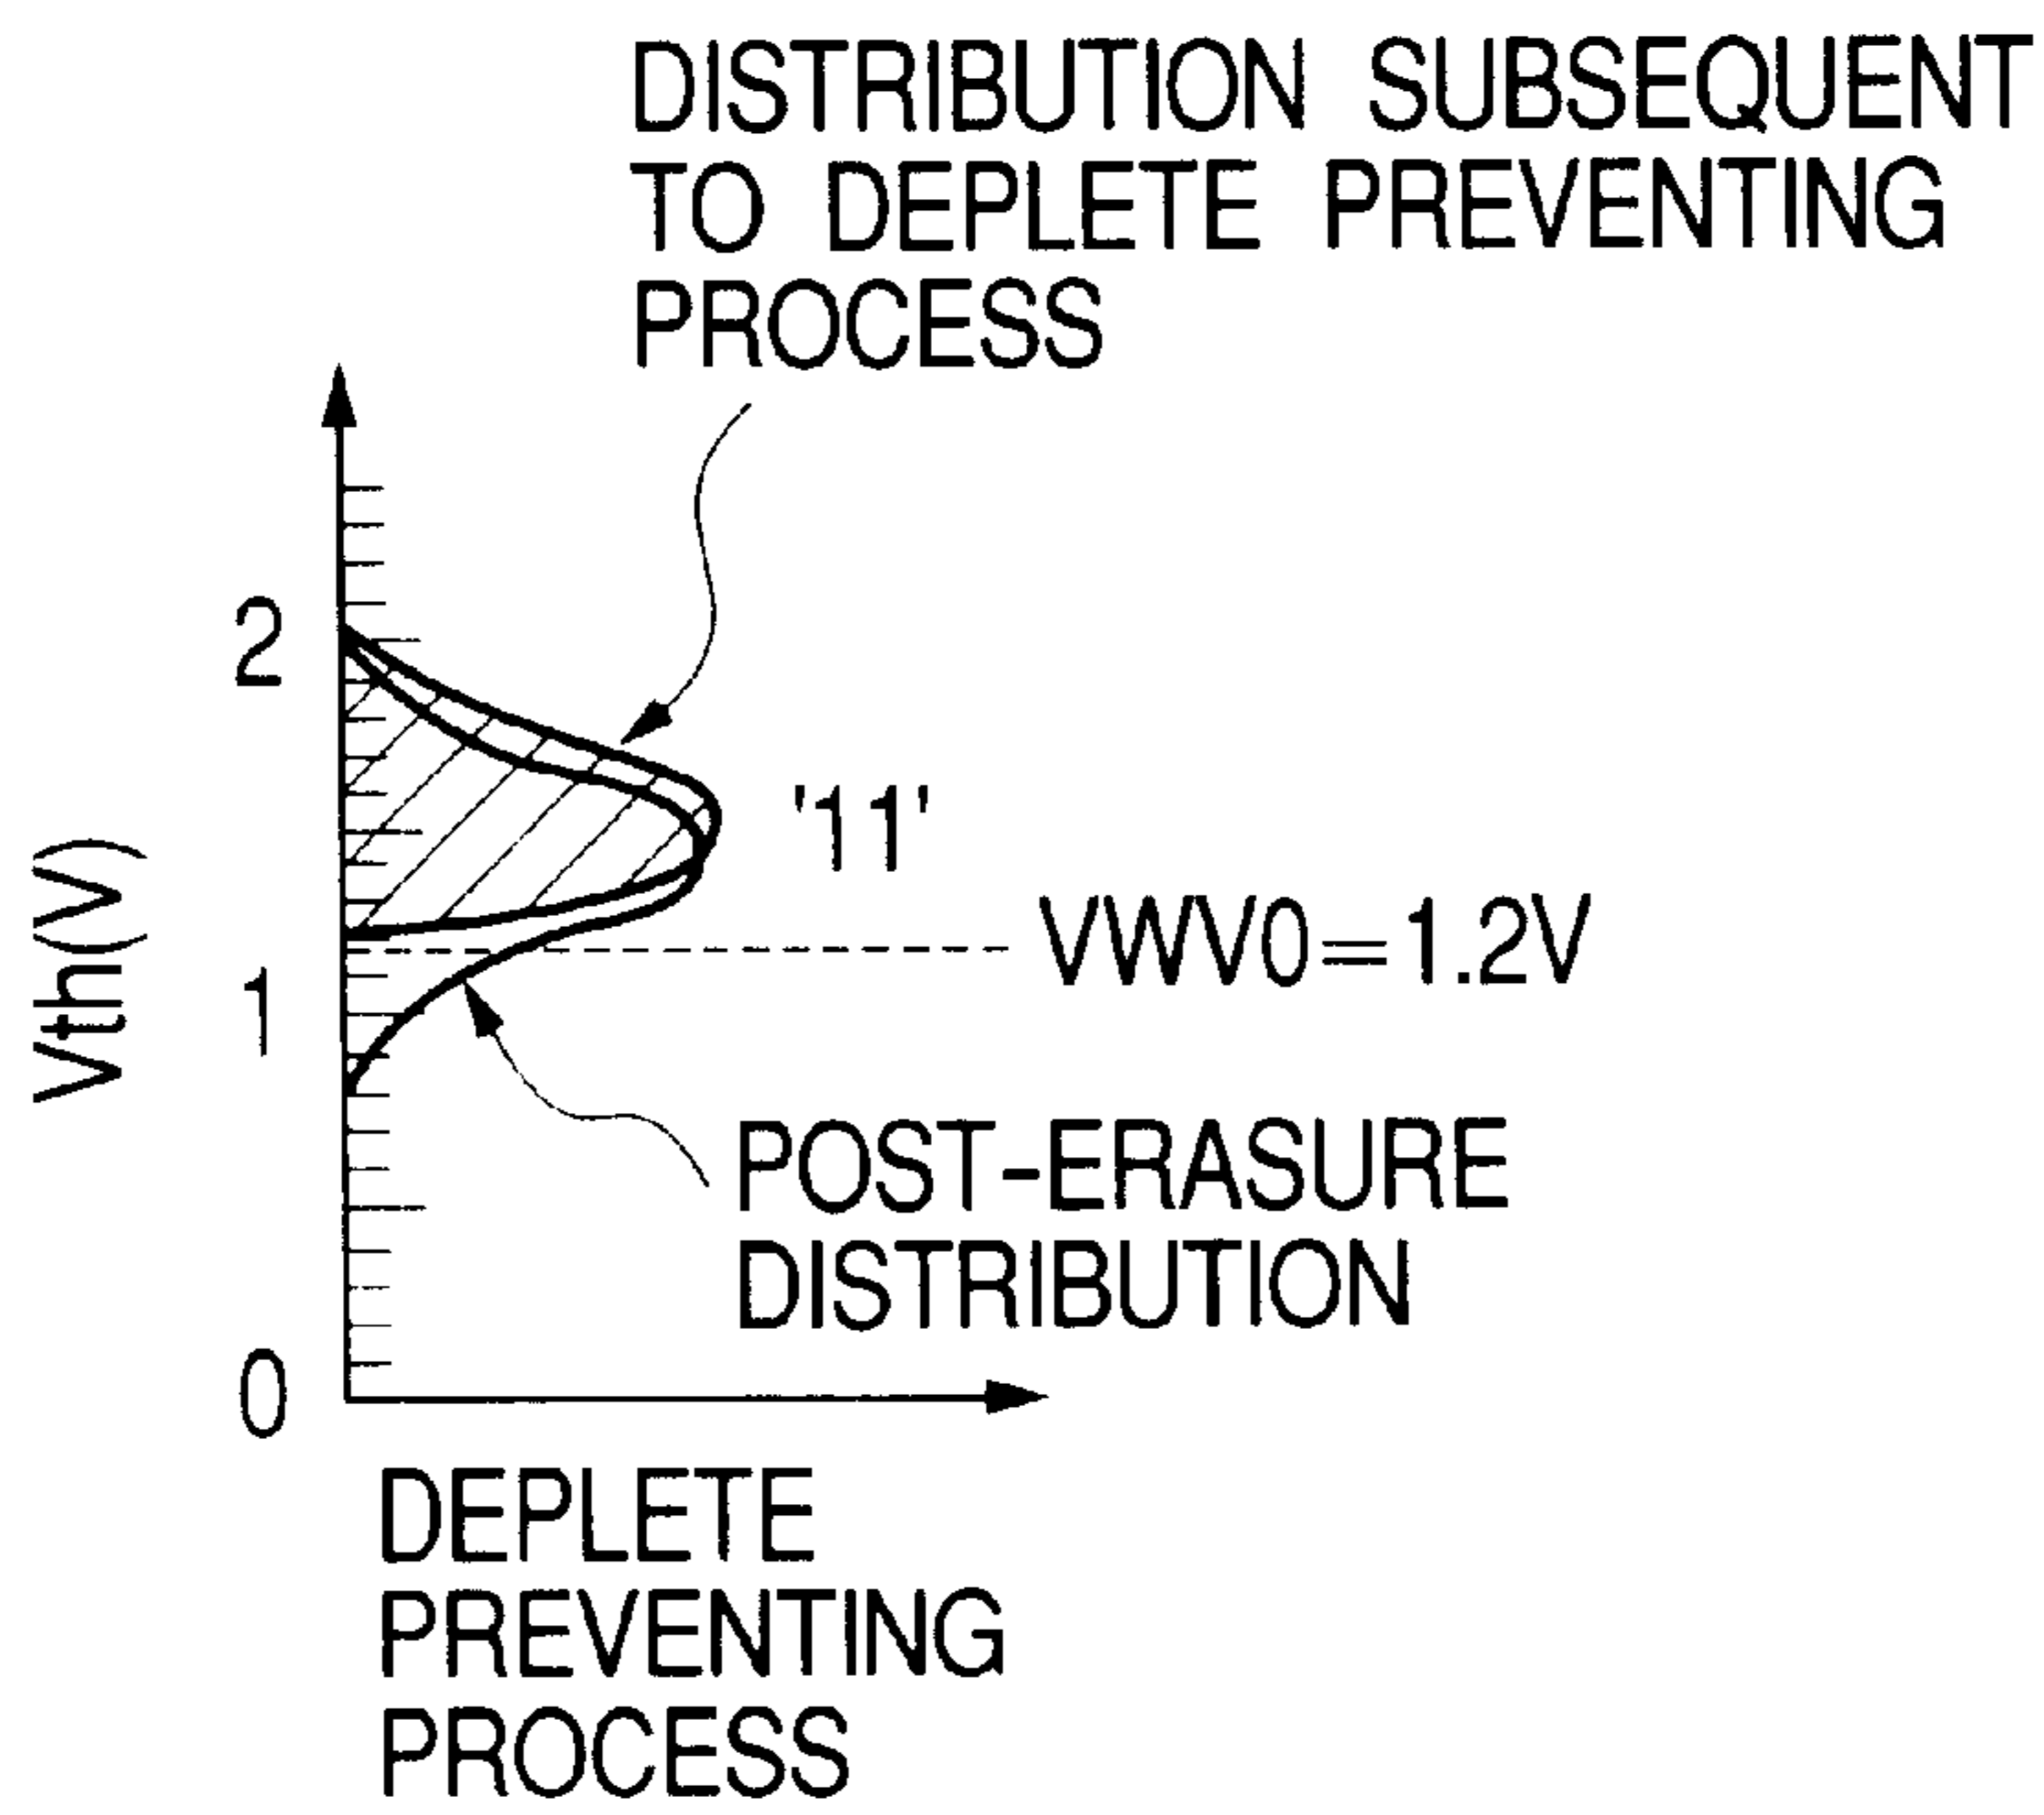 DISTRIBUTION SUBSEQUENT
TO DEPLETE PREVENTING
PROCESS
2
'11'
Vth(V)
VWV0=1.2V
1
POST-ERASURE
DISTRIBUTION
0
DEPLETE
PREVENTING
PROCESS